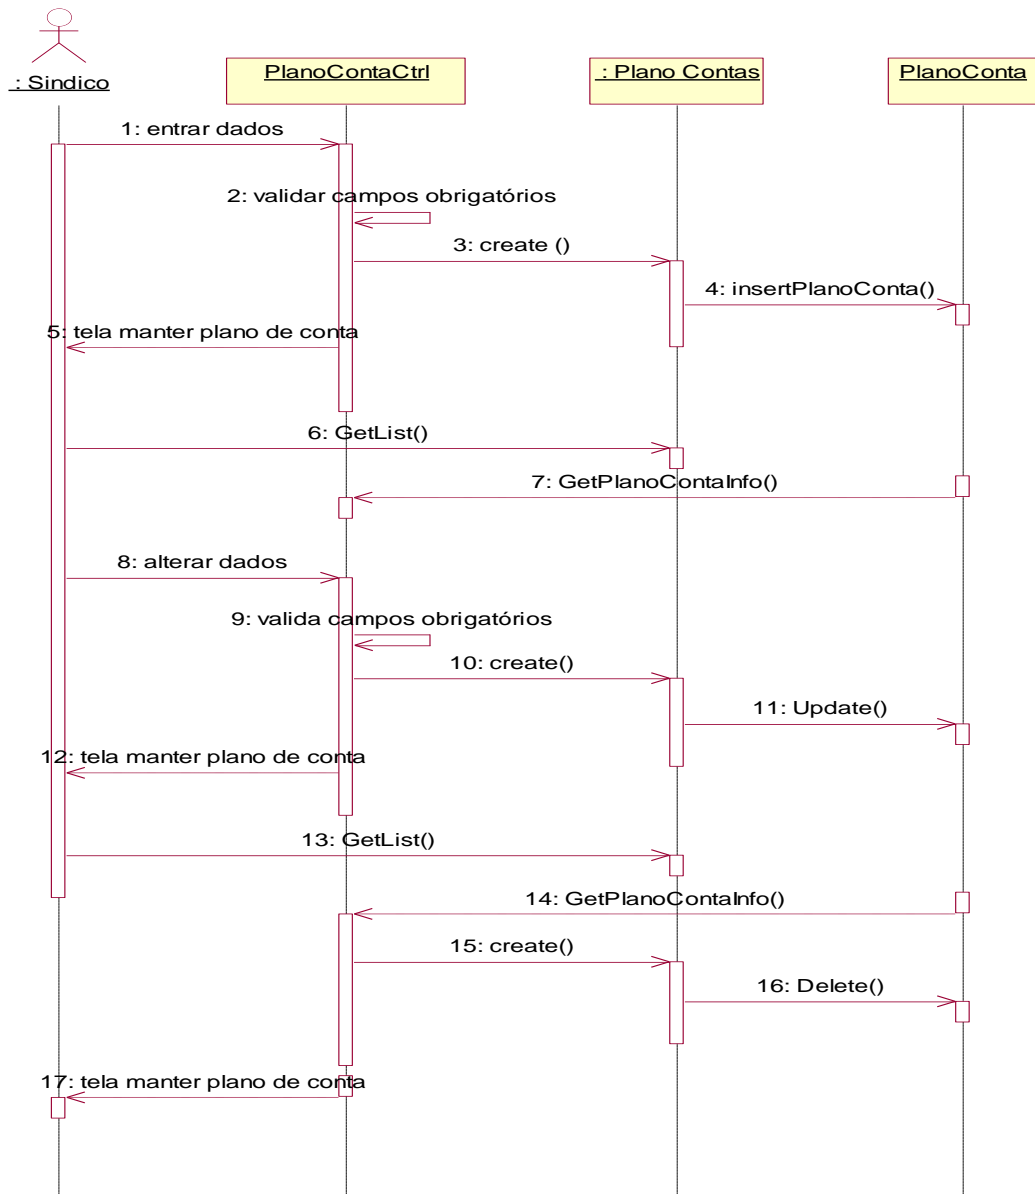 : Sindico
PlanoContaCtrl
: Plano Contas
PlanoConta
1: entrar dados
2: validar campos obrigatórios
3: create ()
4: insertPlanoConta()
5: tela manter plano de conta
6: GetList()
7: GetPlanoContaInfo()
8: alterar dados
9: valida campos obrigatórios
10: create()
11: Update()
12: tela manter plano de conta
13: GetList()
14: GetPlanoContaInfo()
15: create()
16: Delete()
17: tela manter plano de conta